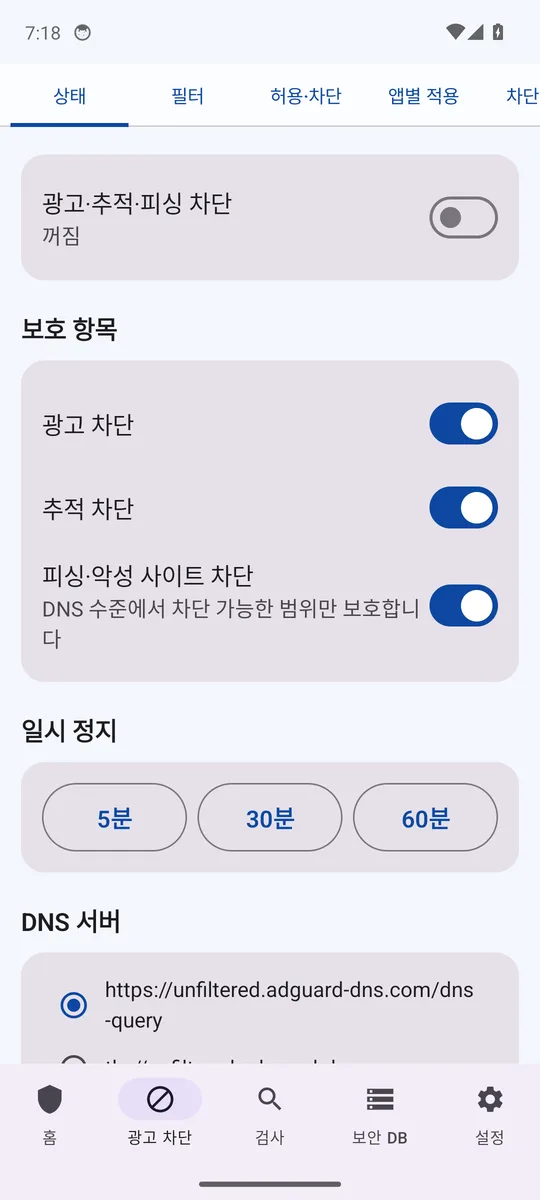 7:18
상태
필터
허용·차단
앱별 적용
차단
광고·추적·피싱 차단
꺼짐
보호 항목
광고 차단
추적 차단
피싱·악성 사이트 차단
DNS 수준에서 차단 가능한 범위만 보호합니
다
일시 정지
5분
30분
60분
DNS 서버
https://unfiltered.adguard-dns.com/dns
-query
홈
광고 차단
검사
보안 DB
설정